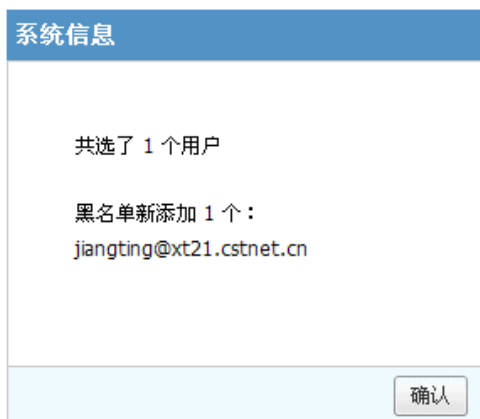 系统信息
共选了 1 个用户
黑名单新添加 1 个：
jiangting@xt21.cstnet.cn
确认